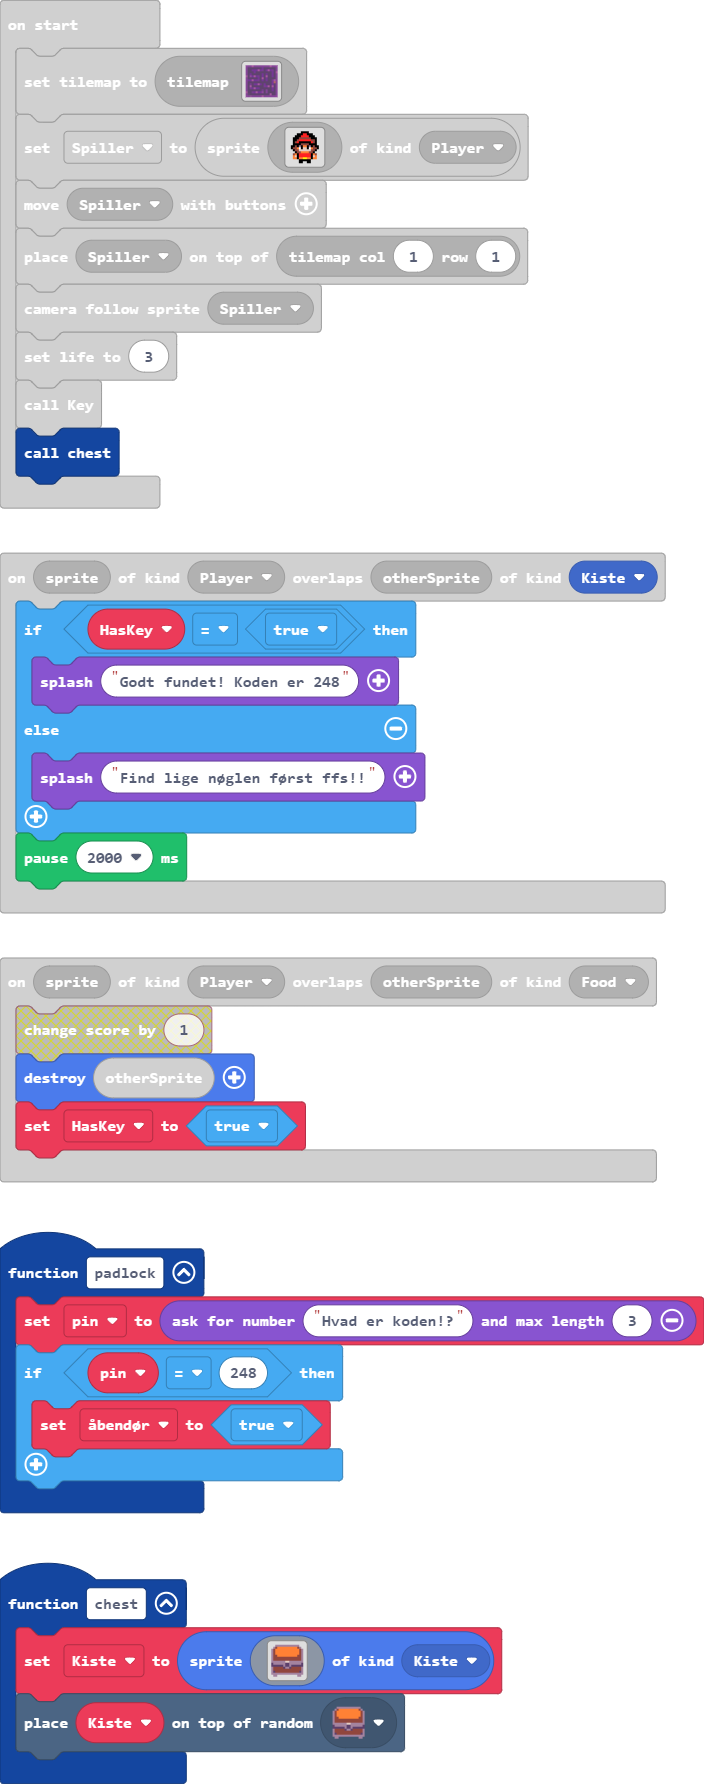 on start
set tilemap to tilemap
set Spiller to sprite of kind Player
move Spiller with buttons
place Spiller on top of tilemap col 1 row 1
camera follow sprite Spiller
set life to 3
call Key
call chest
on sprite of kind Player overlaps otherSprite of kind Kiste
if HasKey = true then
splash "Godt fundet! Koden er 248"
else
splash "Find lige nøglen først ffs!!"
pause 2000 ms
on sprite of kind Player overlaps otherSprite of kind Food
change score by 1
destroy otherSprite
set HasKey to true
function padlock
set pin to ask for number "Hvad er koden!?" and max length 3
if pin = 248 then
set åbendør to true
function chest
set Kiste to sprite of kind Kiste
place Kiste on top of random